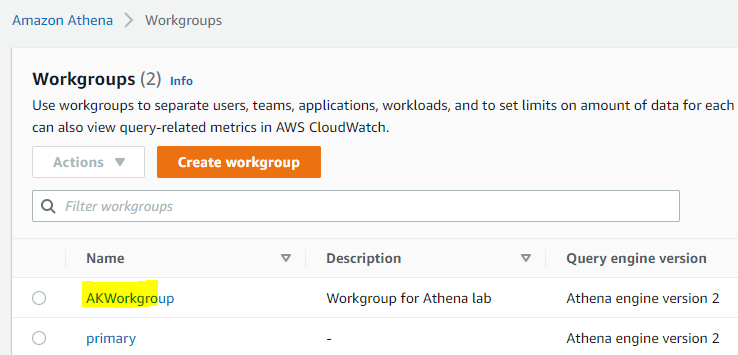 Amazon Athena > Workgroups
Workgroups (2) Info
Use workgroups to separate users, teams, applications, workloads, and to set limits on amount of data for each
can also view query-related metrics in AWS CloudWatch.
Actions Create workgroup
Filter workgroups
Name Description Query engine version
AKWorkgroup Workgroup for Athena lab Athena engine version 2
primary - Athena engine version 2